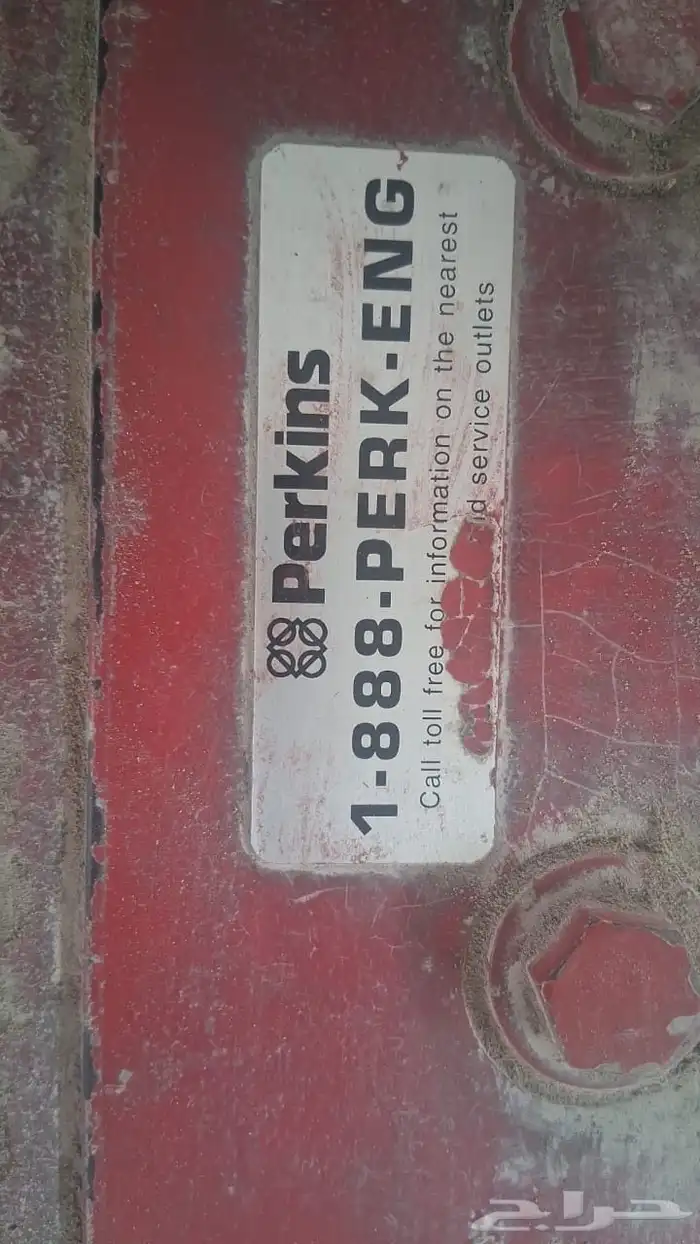 Perkins
1-888-PERK-ENG
Call toll free for information on the nearest
service outlets
حراج